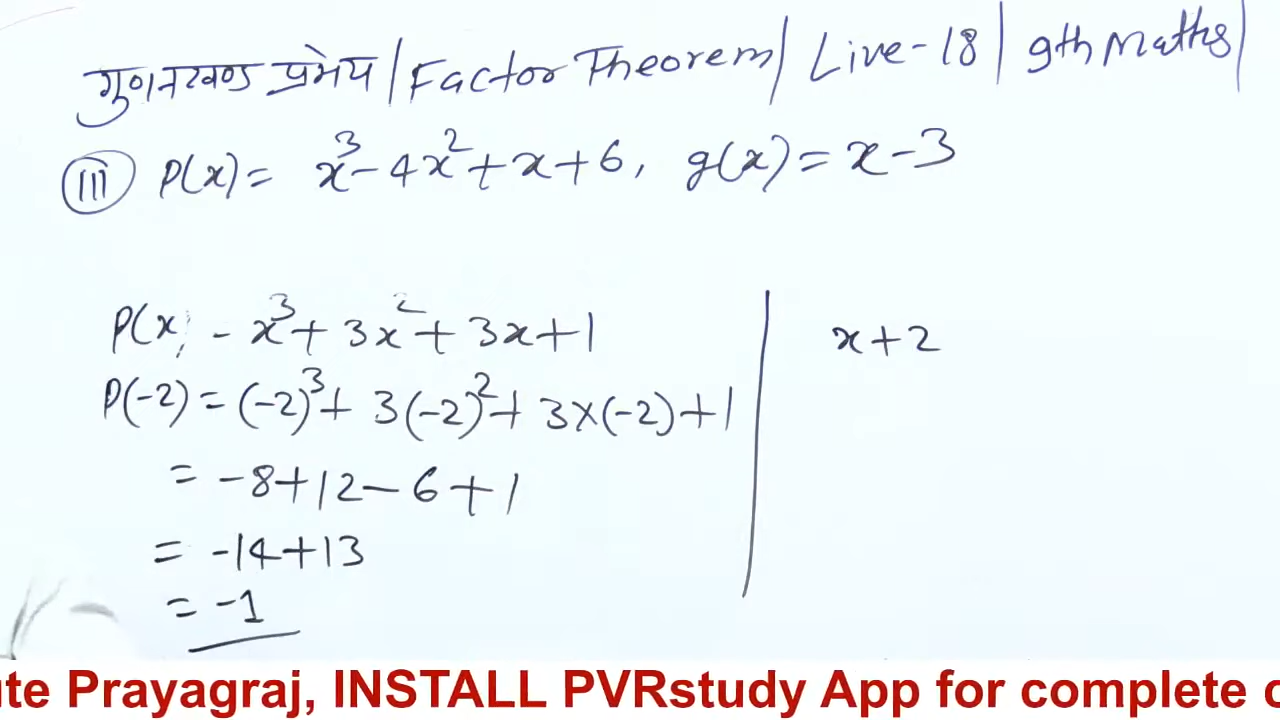 गुणनखण्ड प्रमेय / Factor Theorem / Live-18 | 9th Maths |
(III) P(x) = x³ - 4x² + x + 6, g(x) = x - 3
P(x) - x³ + 3x² + 3x + 1
x + 2
P(-2) = (-2)³ + 3(-2)² + 3×(-2) + 1
= -8 + 12 - 6 + 1
= -14 + 13
= -1
ute Prayagraj, INSTALL PVRstudy App for complete c